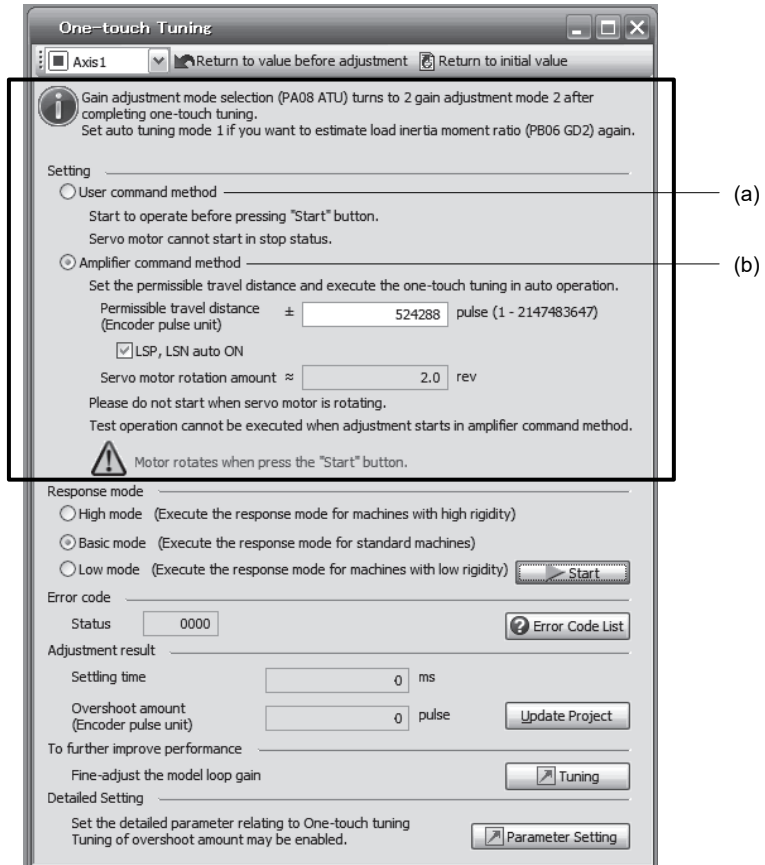 One-touch Tuning
Axis1 Return to value before adjustment Return to initial value
Gain adjustment mode selection (PA08 ATU) turns to 2 gain adjustment mode 2 after
completing one-touch tuning.
Set auto tuning mode 1 if you want to estimate load inertia moment ratio (PB06 GD2) again.
Setting
User command method (a)
Start to operate before pressing "Start" button.
Servo motor cannot start in stop status.
Amplifier command method (b)
Set the permissible travel distance and execute the one-touch tuning in auto operation.
Permissible travel distance
(Encoder pulse unit) ± 524288 pulse (1 - 2147483647)
LSP, LSN auto ON
Servo motor rotation amount ≈ 2.0 rev
Please do not start when servo motor is rotating.
Test operation cannot be executed when adjustment starts in amplifier command method.
Motor rotates when press the "Start" button.
Response mode
High mode (Execute the response mode for machines with high rigidity)
Basic mode (Execute the response mode for standard machines)
Low mode (Execute the response mode for machines with low rigidity) Start
Error code
Status 0000 Error Code List
Adjustment result
Settling time 0 ms
Overshoot amount
(Encoder pulse unit) 0 pulse Update Project
To further improve performance
Fine-adjust the model loop gain Tuning
Detailed Setting
Set the detailed parameter relating to One-touch tuning
Tuning of overshoot amount may be enabled. Parameter Setting